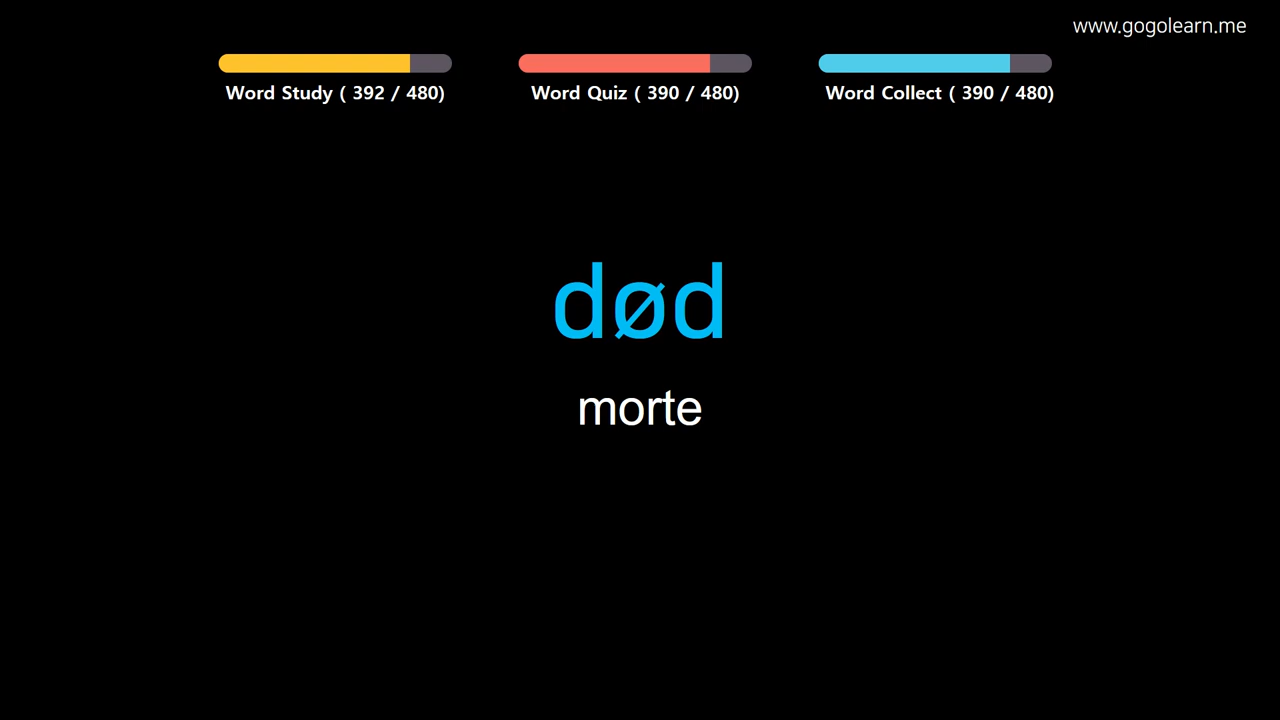 www.gogolearn.me
Word Study ( 392 / 480)
Word Quiz ( 390 / 480)
Word Collect ( 390 / 480)
død
morte